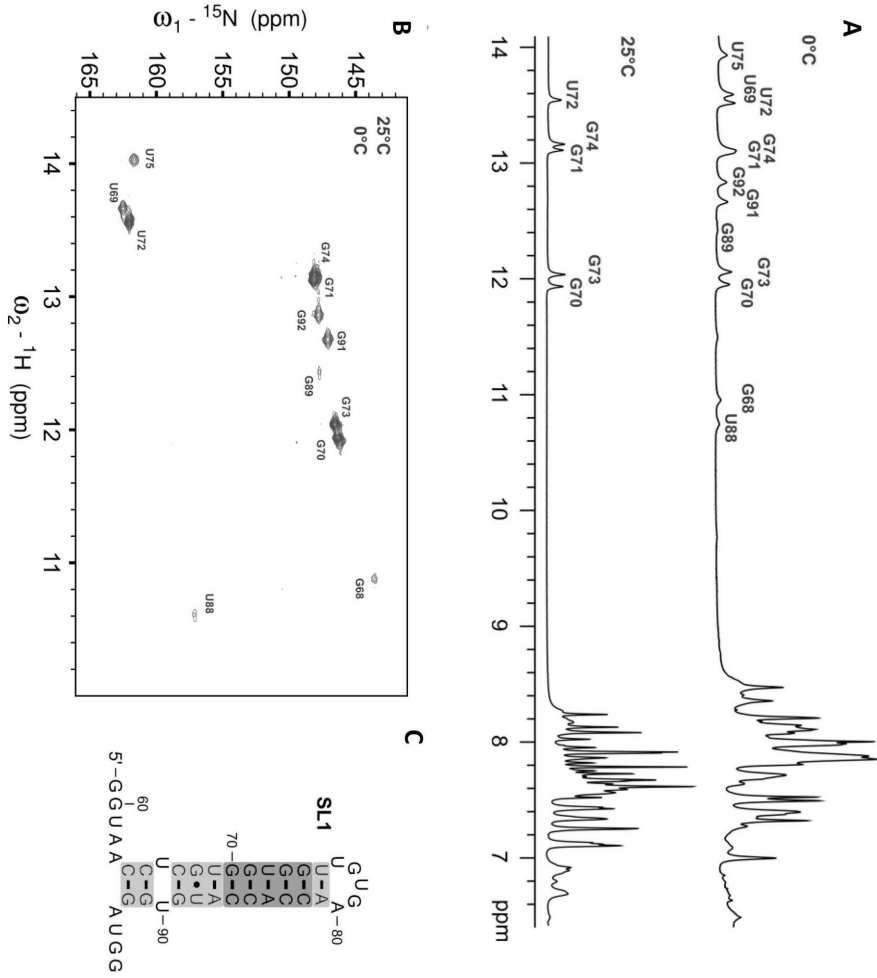 A
0°C
U75 U69 U72 G74 G71 G92 G91 G89 G73 G70 G68 U88
25°C
U72 G74 G71 G73 G70
14 13 12 11 10 9 8 7 ppm
B
25°C
0°C
U75
U69
U72
G74
G71
G92
G91
G89
G73
G70
G68
U88
145
150
155
160
165
ω1 - 15N (ppm)
14 13 12 11
ω2 - 1H (ppm)
C
SL1
U G U G
U-A-80
G-C
G-C
U-A
G-C
70-G-C
U-A
G•U
C-G
U U-90
C-G
C-G
60
5'-GGUAA AUGG